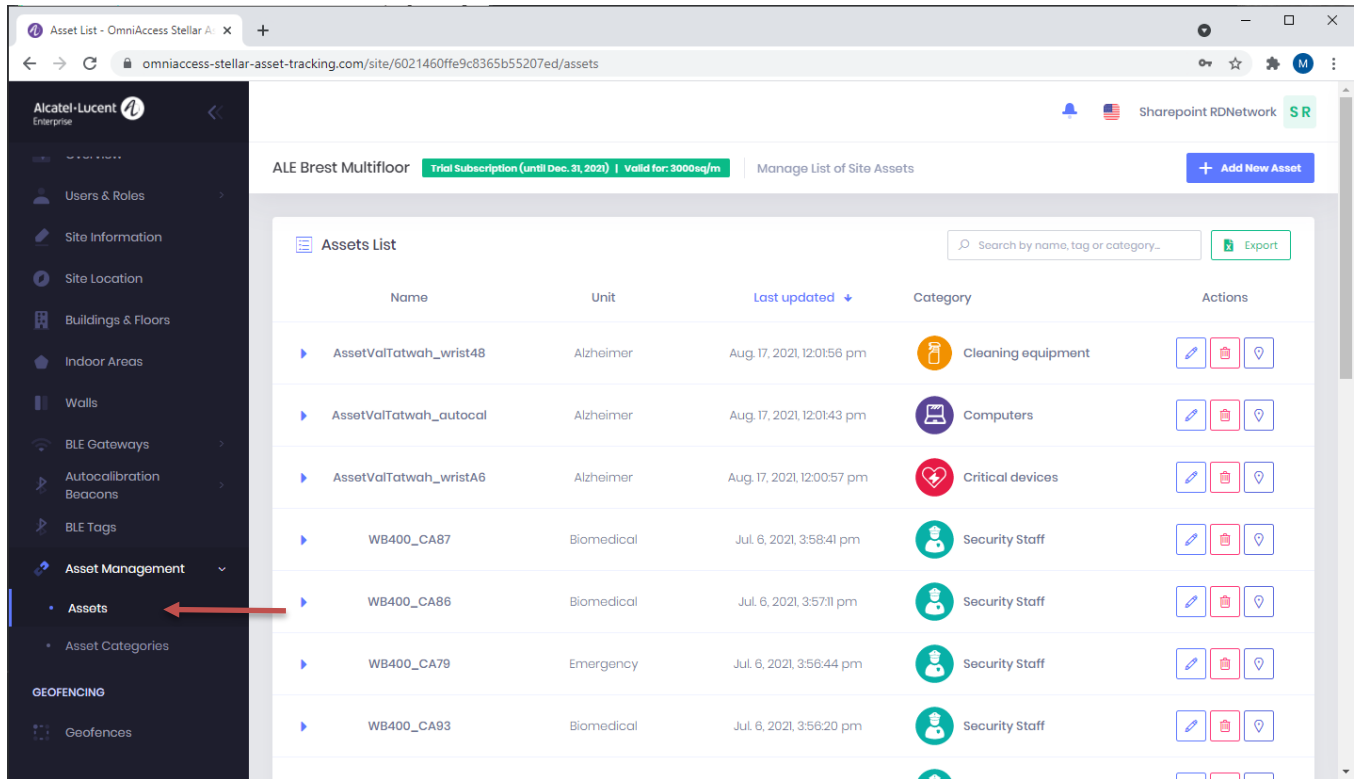 Asset List - OmniAccess Stellar A
omniaccess-stellar-asset-tracking.com/site/6021460ffe9c8365b55207ed/assets
M
Alcatel-Lucent
Enterprise
Sharepoint RDNetwork SR
ALE Brest Multifloor Trial Subscription (until Dec. 31, 2021) | Valid for: 3000sq/m Manage List of Site Assets + Add New Asset
Users & Roles
Site Information
Site Location
Buildings & Floors
Indoor Areas
Walls
BLE Gateways
Autocalibration
Beacons
BLE Tags
Asset Management
Assets
Asset Categories
GEOFENCING
Geofences
Assets List
Search by name, tag or category...
Export
Name Unit Last updated Category Actions
AssetValTatwah_wrist48 Alzheimer Aug. 17, 2021, 12:01:56 pm Cleaning equipment
AssetValTatwah_autocal Alzheimer Aug. 17, 2021, 12:01:43 pm Computers
AssetValTatwah_wristA6 Alzheimer Aug. 17, 2021, 12:00:57 pm Critical devices
WB400_CA87 Biomedical Jul. 6, 2021, 3:58:41 pm Security Staff
WB400_CA86 Biomedical Jul. 6, 2021, 3:57:11 pm Security Staff
WB400_CA79 Emergency Jul. 6, 2021, 3:56:44 pm Security Staff
WB400_CA93 Biomedical Jul. 6, 2021, 3:56:20 pm Security Staff